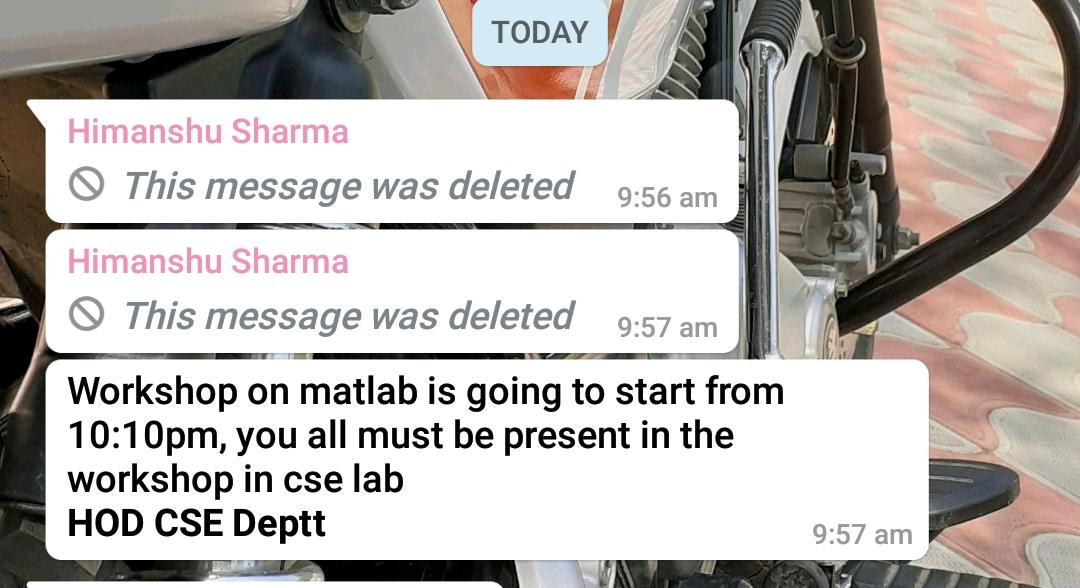 TODAY
Himanshu Sharma
This message was deleted
9:56 am
Himanshu Sharma
This message was deleted
9:57 am
Workshop on matlab is going to start from
10:10pm, you all must be present in the
workshop in cse lab
HOD CSE Deptt
9:57 am